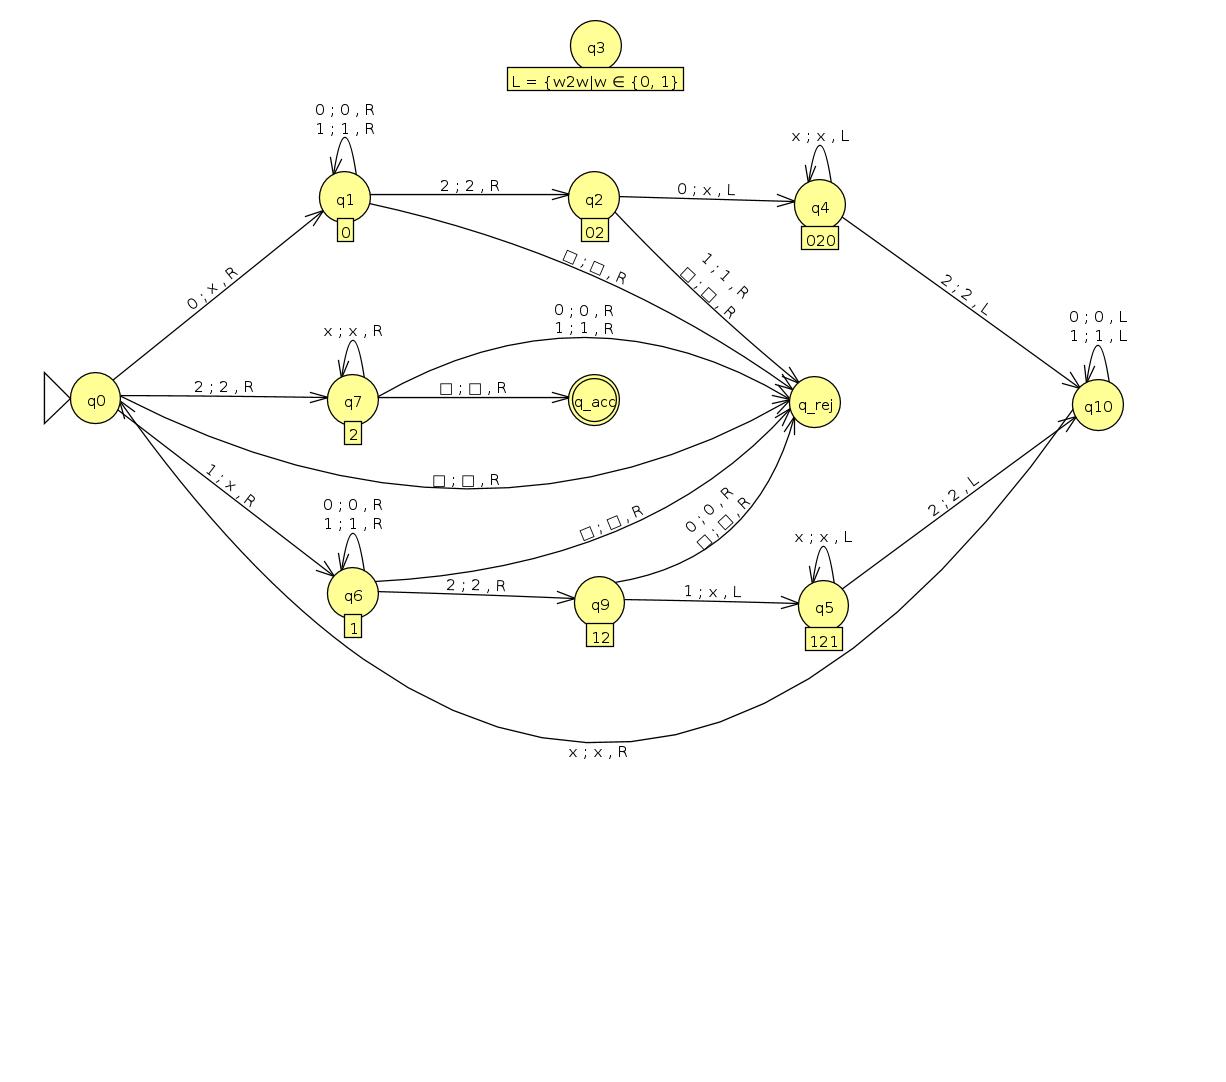 q3
L = {w2w|w ∈ {0, 1}
0 ; 0 , R
1 ; 1 , R
x ; x , L
q1
0
2 ; 2 , R
q2
02
0 ; x , L
q4
020
0 ; x , R
□ ; □ , R
1 ; 1 , R
□ ; □ , R
2 ; 2 , L
0 ; 0 , L
1 ; 1 , L
x ; x , R
0 ; 0 , R
1 ; 1 , R
q0
2 ; 2 , R
q7
2
□ ; □ , R
q_acc
q_rej
q10
□ ; □ , R
1 ; x , R
0 ; 0 , R
1 ; 1 , R
□ ; □ , R
0 ; 0 , R
□ ; □ , R
2 ; 2 , L
x ; x , L
q6
1
2 ; 2 , R
q9
12
1 ; x , L
q5
121
x ; x , R